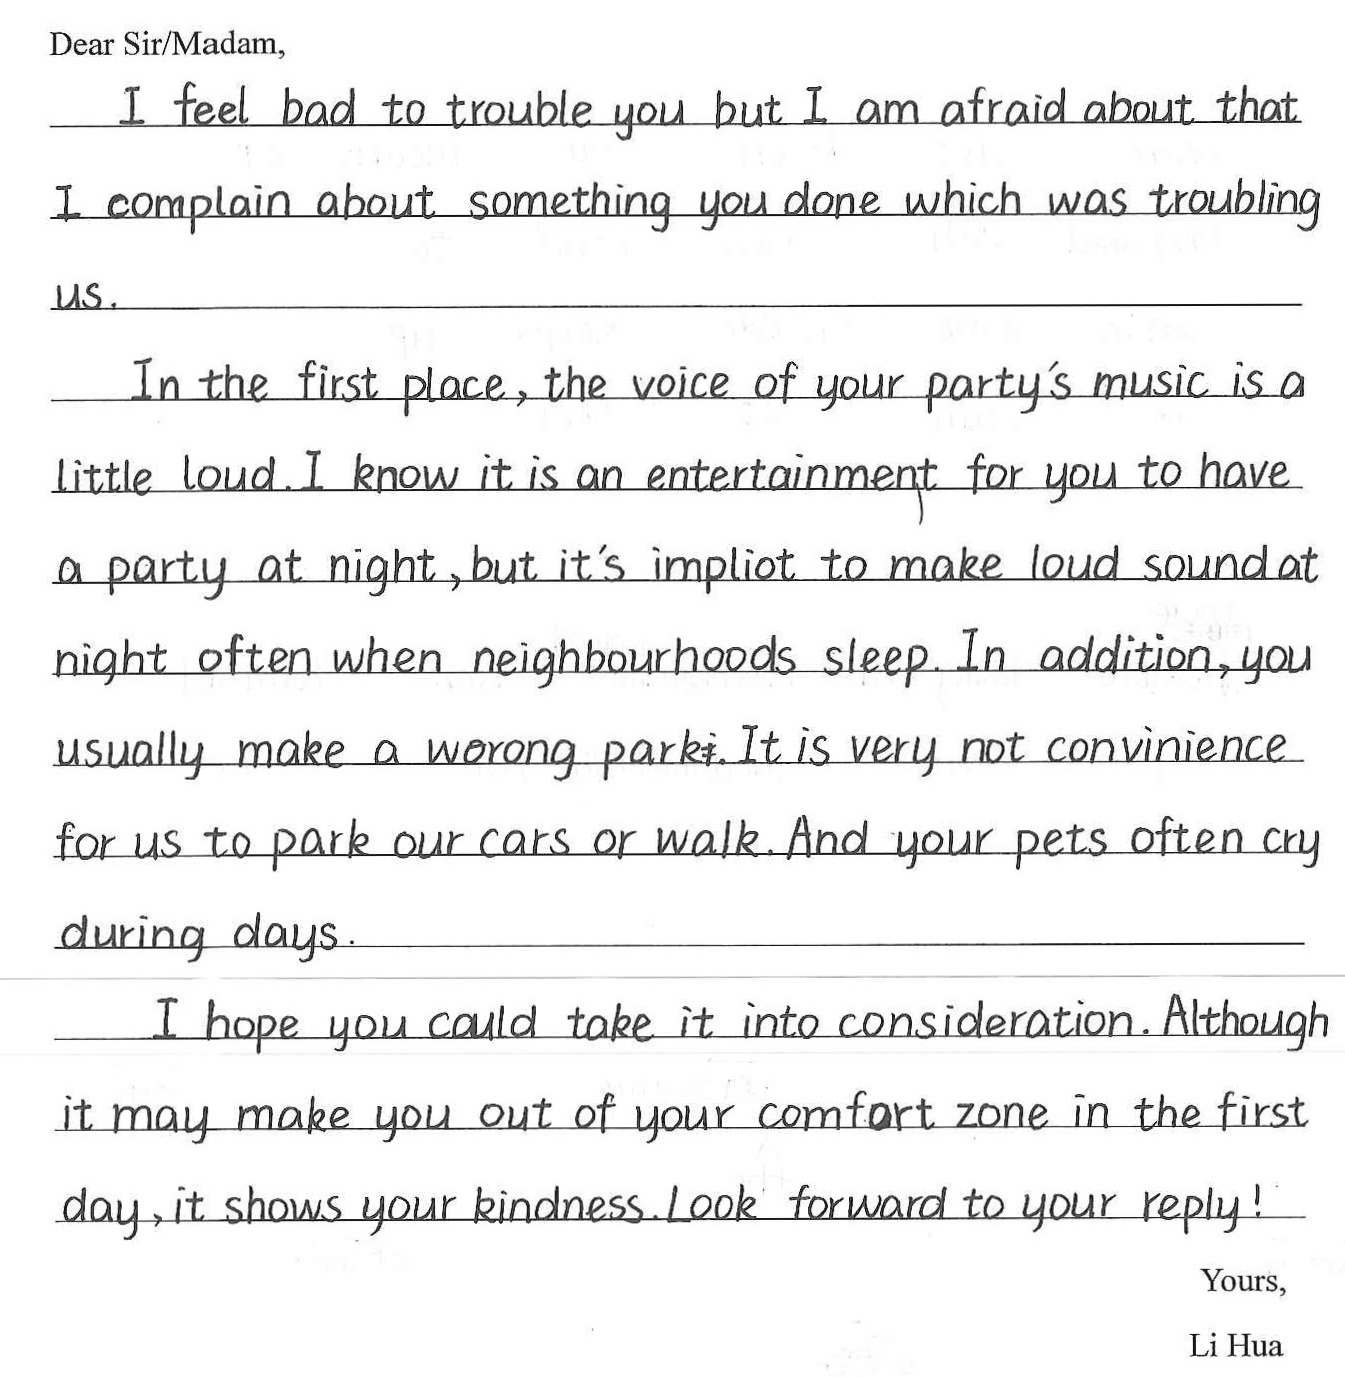 Dear Sir/Madam,
I feel bad to trouble you but I am afraid about that
I complain about something you done which was troubling
us.
In the first place, the voice of your party's music is a
little loud. I know it is an entertainment for you to have
a party at night, but it's impliot to make loud sound at
night often when neighbourhoods sleep. In addition, you
usually make a worong park. It is very not convinience
for us to park our cars or walk. And your pets often cry
during days.
I hope you could take it into consideration. Although
it may make you out of your comfort zone in the first
day, it shows your kindness. Look forward to your reply!
Yours,
Li Hua